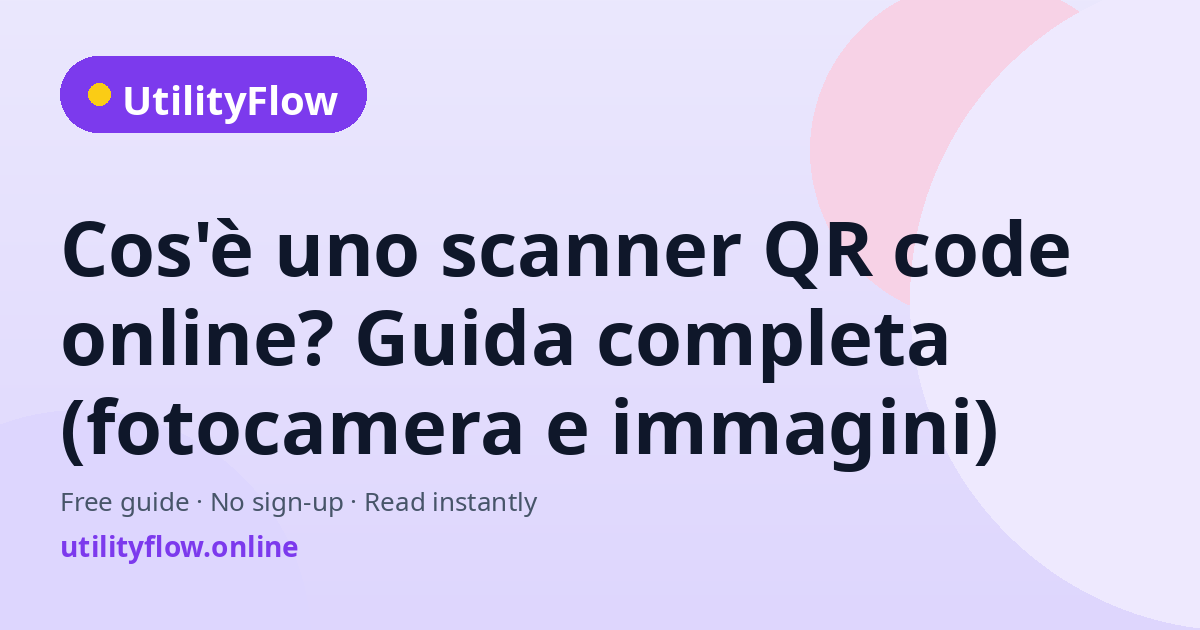 UtilityFlow
Cos'è uno scanner QR code
online? Guida completa
(fotocamera e immagini)
Free guide · No sign-up · Read instantly
utilityflow.online